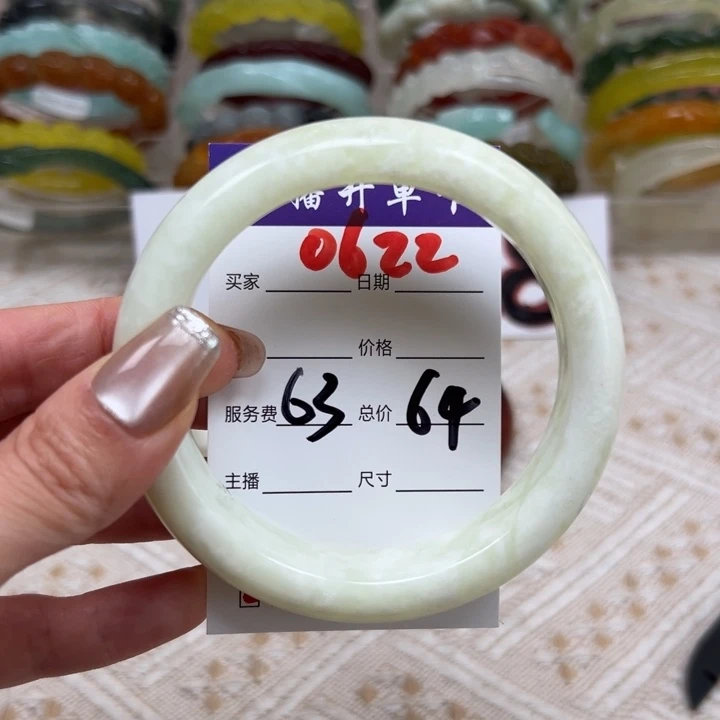 播开单卡
0622
买家 日期
价格
服务费 63 总价 64
主播 尺寸